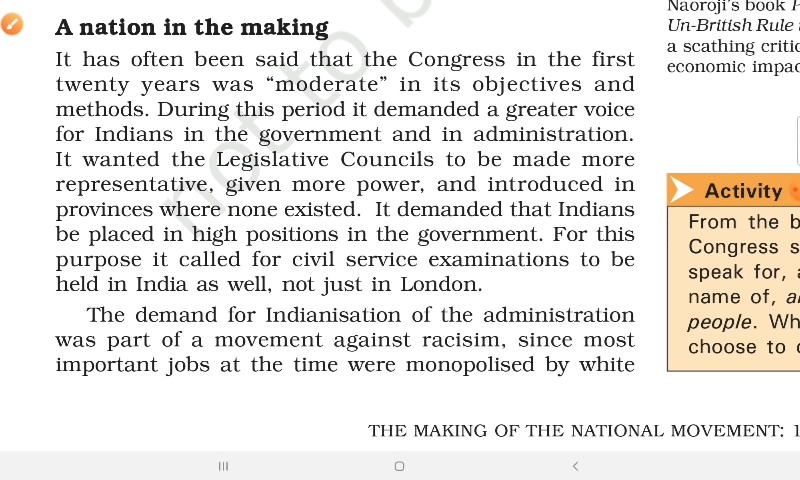 A nation in the making
It has often been said that the Congress in the first
twenty years was “moderate” in its objectives and
methods. During this period it demanded a greater voice
for Indians in the government and in administration.
It wanted the Legislative Councils to be made more
representative, given more power, and introduced in
provinces where none existed. It demanded that Indians
be placed in high positions in the government. For this
purpose it called for civil service examinations to be
held in India as well, not just in London.
The demand for Indianisation of the administration
was part of a movement against racisim, since most
important jobs at the time were monopolised by white
Naoroji’s book
Un-British Rule
a scathing
economic
Activity
From the
Congress
speak for,
name of,
people.
choose to
THE MAKING OF THE NATIONAL MOVEMENT:
not to b